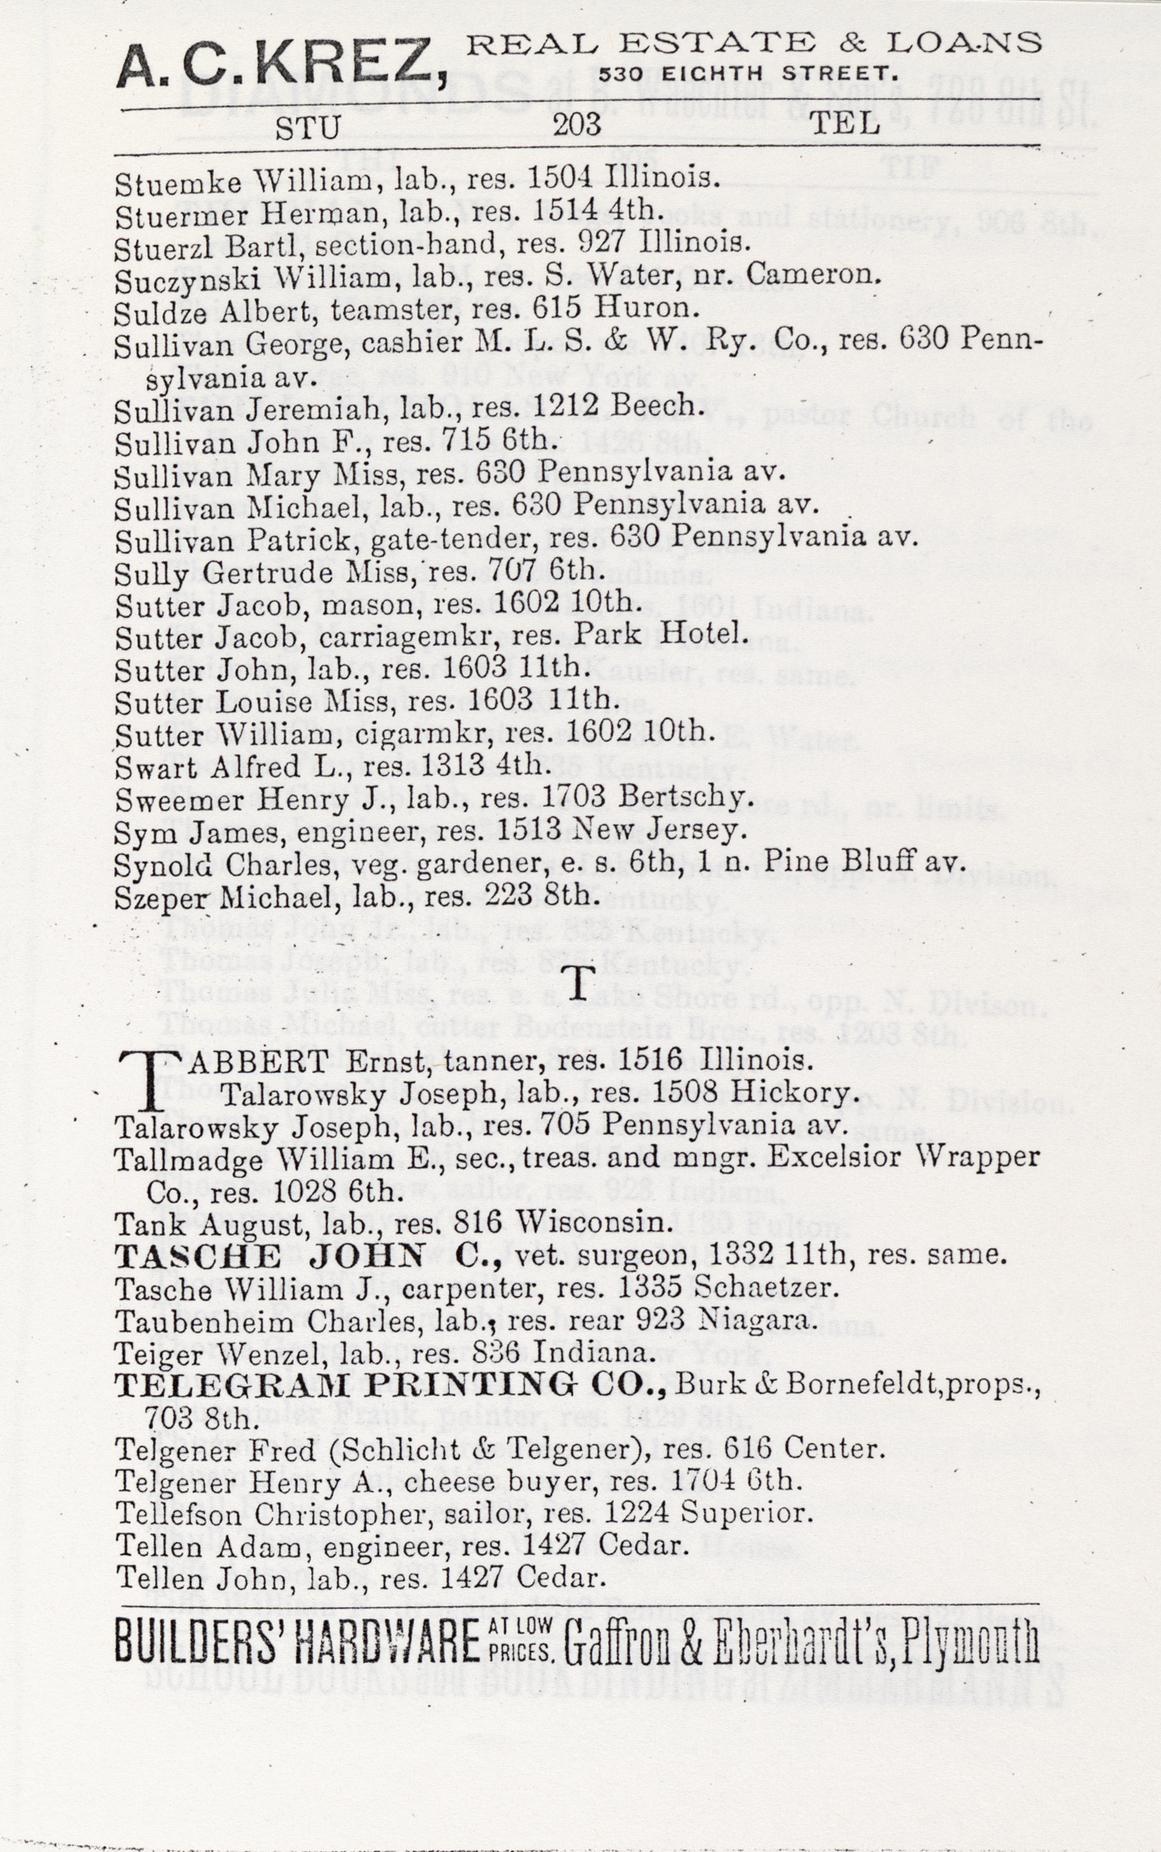 A. C. KREZ, REAL ESTATE & LOANS
530 EIGHTH STREET.
STU 203 TEL
Stuemke William, lab., res. 1504 Illinois.
Stuermer Herman, lab., res. 1514 4th.
Stuerzl Bartl, section-hand, res. 927 Illinois.
Suczynski William, lab., res. S. Water, nr. Cameron.
Suldze Albert, teamster, res. 615 Huron.
Sullivan George, cashier M. L. S. & W. Ry. Co., res. 630 Penn-
sylvania av.
Sullivan Jeremiah, lab., res. 1212 Beech.
Sullivan John F., res. 715 6th.
Sullivan Mary Miss, res. 630 Pennsylvania av.
Sullivan Michael, lab., res. 630 Pennsylvania av.
Sullivan Patrick, gate-tender, res. 630 Pennsylvania av.
Sully Gertrude Miss, res. 707 6th.
Sutter Jacob, mason, res. 1602 10th.
Sutter Jacob, carriagemkr, res. Park Hotel.
Sutter John, lab., res. 1603 11th.
Sutter Louise Miss, res. 1603 11th.
Sutter William, cigarmkr, res. 1602 10th.
Swart Alfred L., res. 1313 4th.
Sweemer Henry J., lab., res. 1703 Bertschy.
Sym James, engineer, res. 1513 New Jersey.
Synold Charles, veg. gardener, e. s. 6th, 1 n. Pine Bluff av.
Szeper Michael, lab., res. 223 8th.
T
TABBERT Ernst, tanner, res. 1516 Illinois.
Talarowsky Joseph, lab., res. 1508 Hickory.
Talarowsky Joseph, lab., res. 705 Pennsylvania av.
Tallmadge William E., sec., treas. and mngr. Excelsior Wrapper
Co., res. 1028 6th.
Tank August, lab., res. 816 Wisconsin.
TASCHE JOHN C., vet. surgeon, 1332 11th, res. same.
Tasche William J., carpenter, res. 1335 Schaetzer.
Taubenheim Charles, lab., res. rear 923 Niagara.
Teiger Wenzel, lab., res. 836 Indiana.
TELEGRAM PRINTING CO., Burk & Bornefeldt, props.,
703 8th.
Telgener Fred (Schlicht & Telgener), res. 616 Center.
Telgener Henry A., cheese buyer, res. 1704 6th.
Tellefson Christopher, sailor, res. 1224 Superior.
Tellen Adam, engineer, res. 1427 Cedar.
Tellen John, lab., res. 1427 Cedar.
BUILDERS' HARDWARE AT LOW PRICES. Gaffron & Eberhardt's, Plymouth